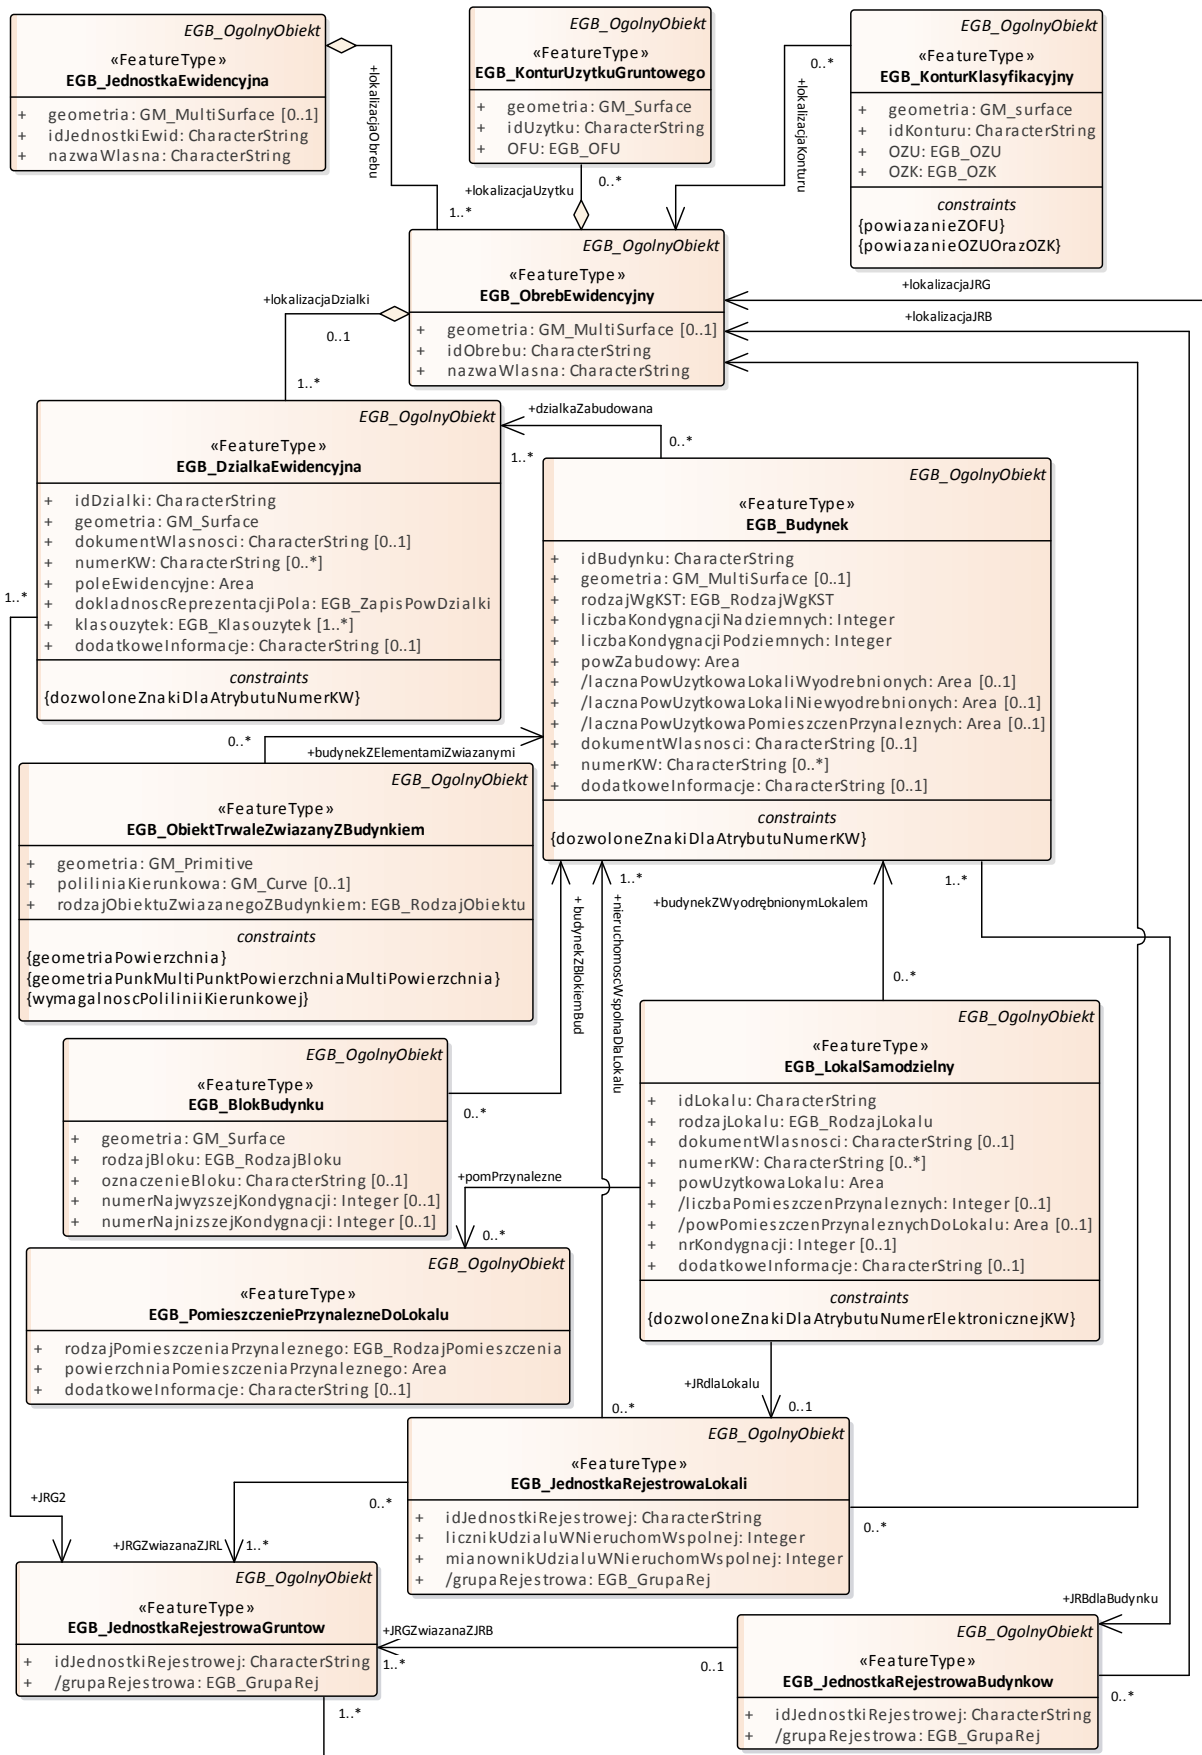 EGB_OgolnyObiekt
«FeatureType»
EGB_JednostkaEwidencyjna
+ geometria: GM_MultiSurface [0..1]
+ idJednostkiEwid: CharacterString
+ nazwaWlasna: CharacterString
+lokalizacjaObrebu
1..*
EGB_OgolnyObiekt
«FeatureType»
EGB_KonturUzytkuGruntowego
+ geometria: GM_Surface
+ idUzytku: CharacterString
+ OFU: EGB_OFU
+lokalizacjaUzytku
0..*
EGB_OgolnyObiekt
«FeatureType»
EGB_KonturKlasyfikacyjny
+ geometria: GM_surface
+ idKonturu: CharacterString
+ OZU: EGB_OZU
+ OZK: EGB_OZK
constraints
{powiazanieZOFU}
{powiazanieOZUOrazOZK}
0..*
+lokalizacjaKonturu
EGB_OgolnyObiekt
«FeatureType»
EGB_ObrebEwidencyjny
+ geometria: GM_MultiSurface [0..1]
+ idObrebu: CharacterString
+ nazwaWlasna: CharacterString
+lokalizacjaJRG
+lokalizacjaJRB
+lokalizacjaDzialki
0..1
1..*
EGB_OgolnyObiekt
«FeatureType»
EGB_DzialkaEwidencyjna
+ idDzialki: CharacterString
+ geometria: GM_Surface
+ dokumentWlasnosci: CharacterString [0..1]
+ numerKW: CharacterString [0..*]
+ poleEwidencyjne: Area
+ dokladnoscReprezentacjiPola: EGB_ZapisPowDzialki
+ klasouzytek: EGB_Klasouzytek [1..*]
+ dodatkoweInformacje: CharacterString [0..1]
constraints
{dozwoloneZnakiDlaAtrybutuNumerKW}
1..*
+dzialkaZabudowana
0..*
1..*
EGB_OgolnyObiekt
«FeatureType»
EGB_Budynek
+ idBudynku: CharacterString
+ geometria: GM_MultiSurface [0..1]
+ rodzajWgKST: EGB_RodzajWgKST
+ liczbaKondygnacjiNadziemnych: Integer
+ liczbaKondygnacjiPodziemnych: Integer
+ powZabudowy: Area
+ /lacznaPowUzytkowaLokaliWyodrebnionych: Area [0..1]
+ /lacznaPowUzytkowaLokaliNiewyodrebnionych: Area [0..1]
+ /lacznaPowUzytkowaPomieszczenPrzynaleznych: Area [0..1]
+ dokumentWlasnosci: CharacterString [0..1]
+ numerKW: CharacterString [0..*]
+ dodatkoweInformacje: CharacterString [0..1]
constraints
{dozwoloneZnakiDlaAtrybutuNumerKW}
0..*
+budynekZElementamiZwiazanymi
EGB_OgolnyObiekt
«FeatureType»
EGB_ObiektTrwaleZwiazanyZBudynkiem
+ geometria: GM_Primitive
+ poliliniaKierunkowa: GM_Curve [0..1]
+ rodzajObiektuZwiazanegoZBudynkiem: EGB_RodzajObiektu
constraints
{geometriaPowierzchnia}
{geometriaPunkMultiPunktPowierzchniaMultiPowierzchnia}
{wymagalnoscPoliliniiKierunkowej}
+ budynekZBlokiemBud
1..*
+nieruchomoscWspolnaDlaLokalu
+budynekZWyodrębnionymLokalem
1..*
0..*
EGB_OgolnyObiekt
«FeatureType»
EGB_BlokBudynku
+ geometria: GM_Surface
+ rodzajBloku: EGB_RodzajBloku
+ oznaczenieBloku: CharacterString [0..1]
+ numerNajwyzszejKondygnacji: Integer [0..1]
+ numerNajnizszejKondygnacji: Integer [0..1]
0..*
EGB_OgolnyObiekt
«FeatureType»
EGB_LokalSamodzielny
+ idLokalu: CharacterString
+ rodzajLokalu: EGB_RodzajLokalu
+ dokumentWlasnosci: CharacterString [0..1]
+ numerKW: CharacterString [0..*]
+ powUzytkowaLokalu: Area
+ /liczbaPomieszczenPrzynaleznych: Integer [0..1]
+ /powPomieszczenPrzynaleznychDoLokalu: Area [0..1]
+ nrKondygnacji: Integer [0..1]
+ dodatkoweInformacje: CharacterString [0..1]
constraints
{dozwoloneZnakiDlaAtrybutuNumerElektronicznejKW}
+pomPrzynalezne
0..*
EGB_OgolnyObiekt
«FeatureType»
EGB_PomieszczeniePrzynalezneDoLokalu
+ rodzajPomieszczeniaPrzynaleznego: EGB_RodzajPomieszczenia
+ powierzchniaPomieszczeniaPrzynaleznego: Area
+ dodatkoweInformacje: CharacterString [0..1]
+JRdlaLokalu
0..1
0..*
EGB_OgolnyObiekt
«FeatureType»
EGB_JednostkaRejestrowaLokali
+ idJednostkiRejestrowej: CharacterString
+ licznikUdzialuWNieruchomWspolnej: Integer
+ mianownikUdzialuWNieruchomWspolnej: Integer
+ /grupaRejestrowa: EGB_GrupaRej
0..*
0..*
+JRG2
+JRGZwiazanaZJRL
1..*
EGB_OgolnyObiekt
«FeatureType»
EGB_JednostkaRejestrowaGruntow
+ idJednostkiRejestrowej: CharacterString
+ /grupaRejestrowa: EGB_GrupaRej
1..*
+JRGZwiazanaZJRB
1..*
0..1
+JRBdlaBudynku
EGB_OgolnyObiekt
«FeatureType»
EGB_JednostkaRejestrowaBudynkow
+ idJednostkiRejestrowej: CharacterString
+ /grupaRejestrowa: EGB_GrupaRej
0..*